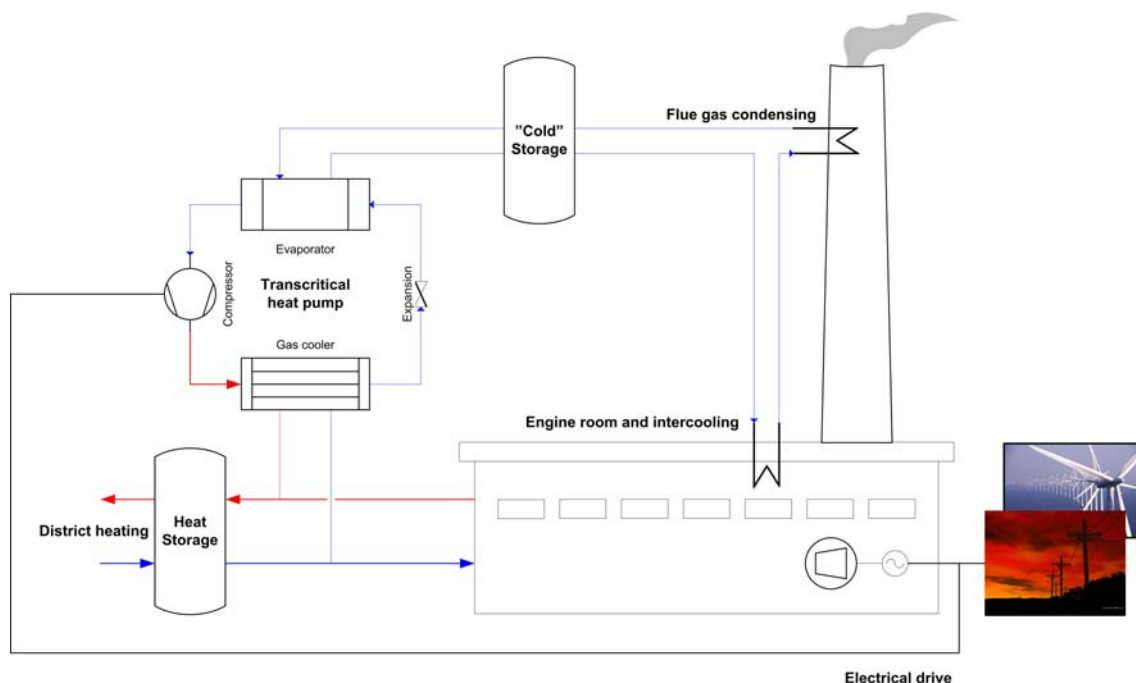 Flue gas condensing
”Cold”
Storage
Evaporator
Compressor
Transcritical
heat pump
Expansion
Gas cooler
Engine room and intercooling
District heating
Heat
Storage
Electrical drive